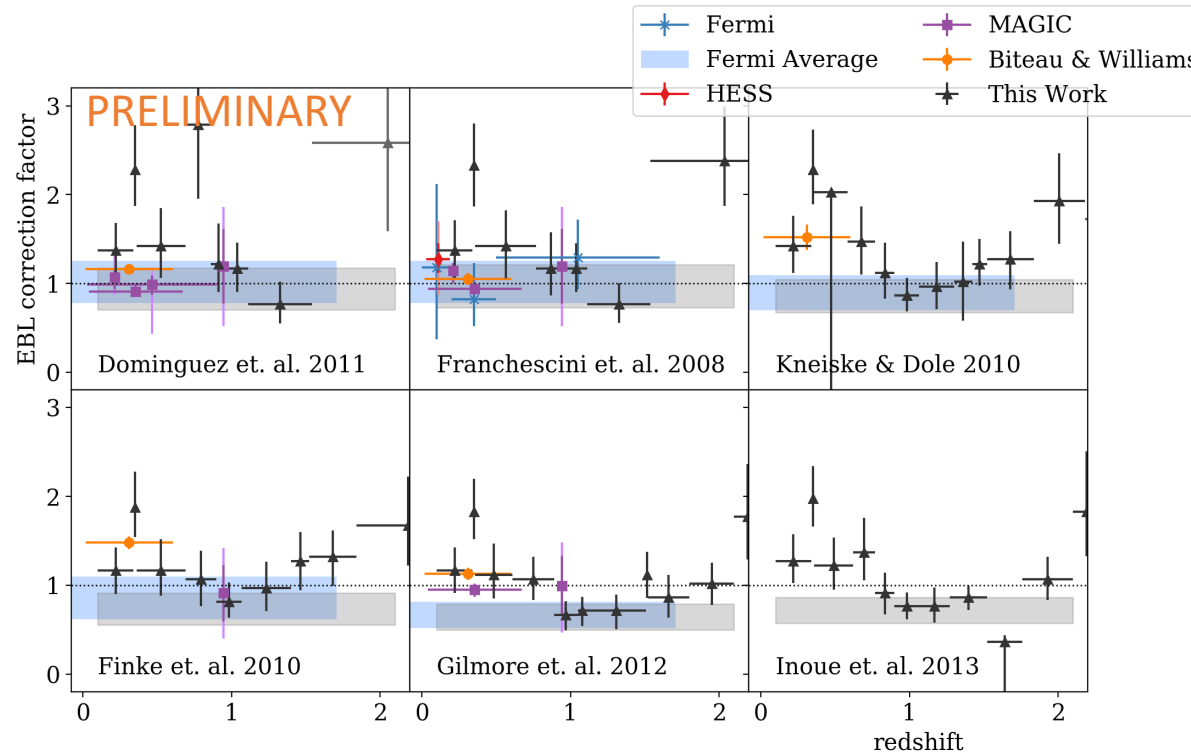 Fermi
Fermi Average
HESS
MAGIC
Biteau & Williams
This Work
PRELIMINARY
EBL correction factor
3
2
1
0
Dominguez et. al. 2011
Franchescini et. al. 2008
Kneiske & Dole 2010
3
2
1
0
Finke et. al. 2010
Gilmore et. al. 2012
Inoue et. al. 2013
0 1 2
0 1 2
0 1 2
redshift